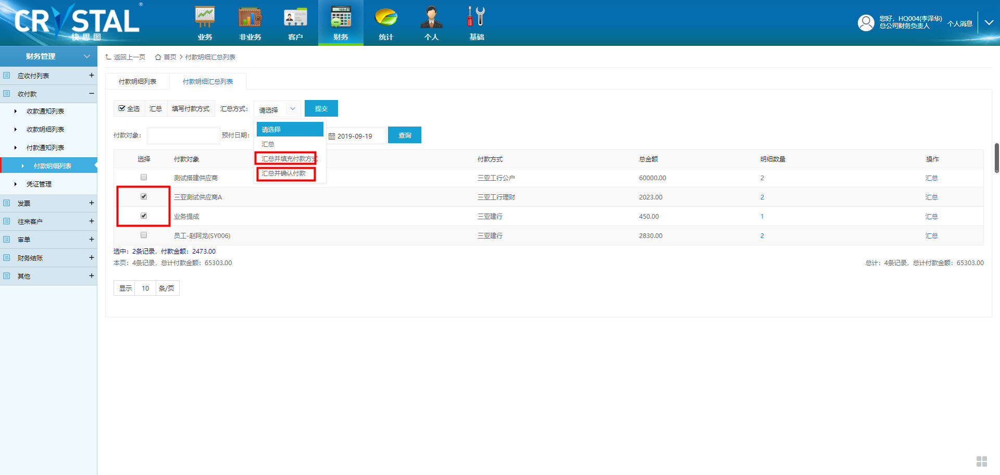 CRYSTAL ®
快思图
业务
非业务
客户
财务
统计
个人
基础
您好，HQ004(李泽华)
总公司财务负责人
个人消息
财务管理
应收付列表 +
收付款 −
收款通知列表
收款明细列表
付款通知列表
付款明细列表
凭证管理
发票 +
往来客户 +
审单 +
财务结账 +
其他 +
返回上一页 首页 > 付款明细汇总列表
付款明细列表 付款明细汇总列表
全选 汇总 填写付款方式 汇总方式： 请选择 提交
请选择
汇总
汇总并填充付款方式
汇总并确认付款
付款对象： 预付日期： 2019-09-19 查询
选择 付款对象 付款方式 总金额 明细数量 操作
测试搭建供应商 三亚工行公户 60000.00 2 汇总
三亚测试供应商A 三亚工行理财 2023.00 2 汇总
业务提成 三亚建行 450.00 1 汇总
员工-赵阿龙(SY006) 三亚建行 2830.00 2 汇总
选中：2条记录，付款金额：2473.00
本页：4条记录，总计付款金额：65303.00
总计：4条记录，总计付款金额：65303.00
显示 10 条/页